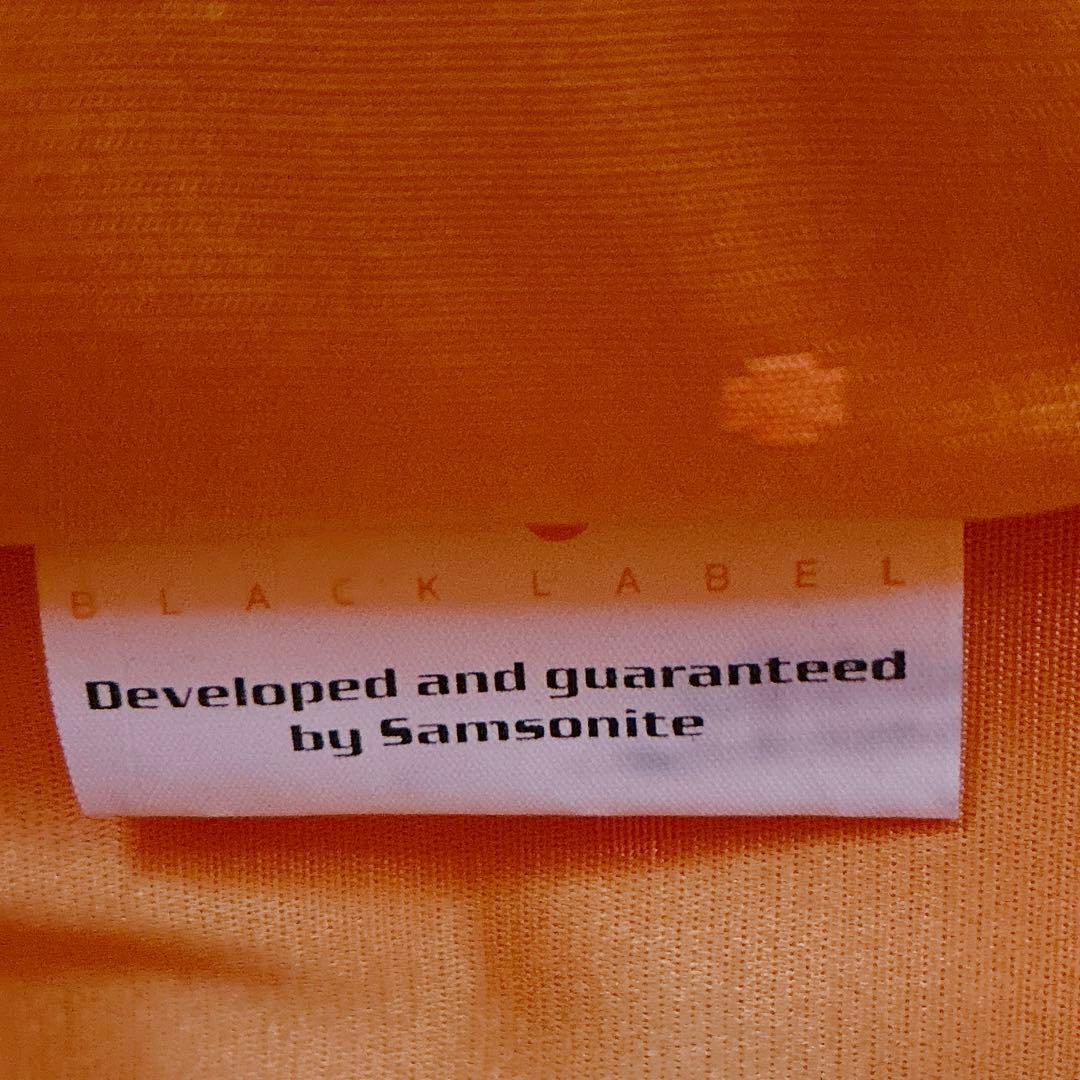 BLACK LABEL
Developed and guaranteed
by Samsonite